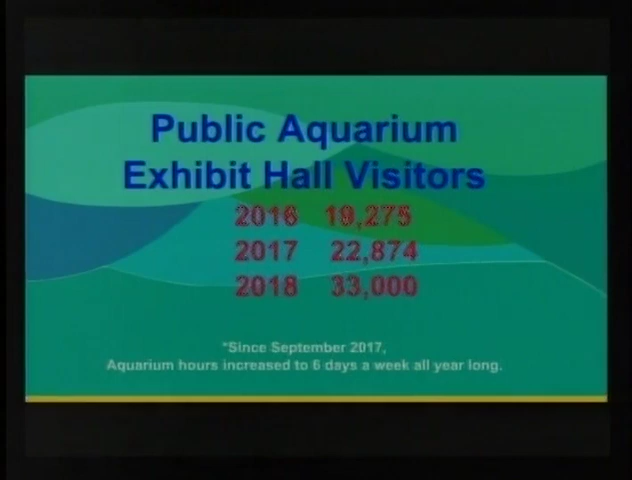 Public Aquarium
Exhibit Hall Visitors
2016 19,275
2017 22,874
2018 33,000
*Since September 2017,
Aquarium hours increased to 6 days a week all year long.